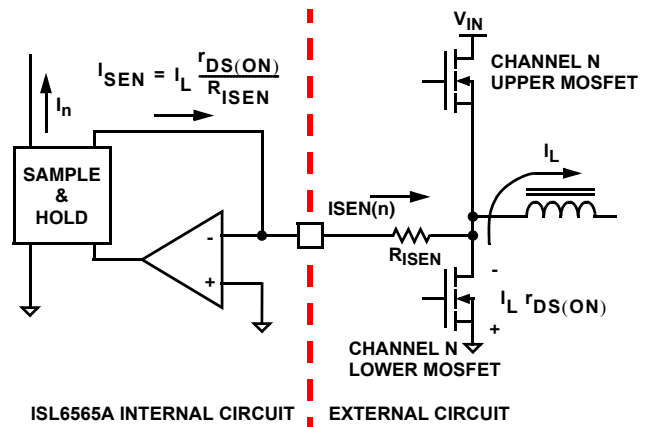 V_IN
CHANNEL N
UPPER MOSFET
I_SEN = I_L r_DS(ON) / R_ISEN
I_n
SAMPLE
&
HOLD
I_L
ISEN(n)
R_ISEN
-
+
-
I_L r_DS(ON)
+
CHANNEL N
LOWER MOSFET
ISL6565A INTERNAL CIRCUIT
EXTERNAL CIRCUIT